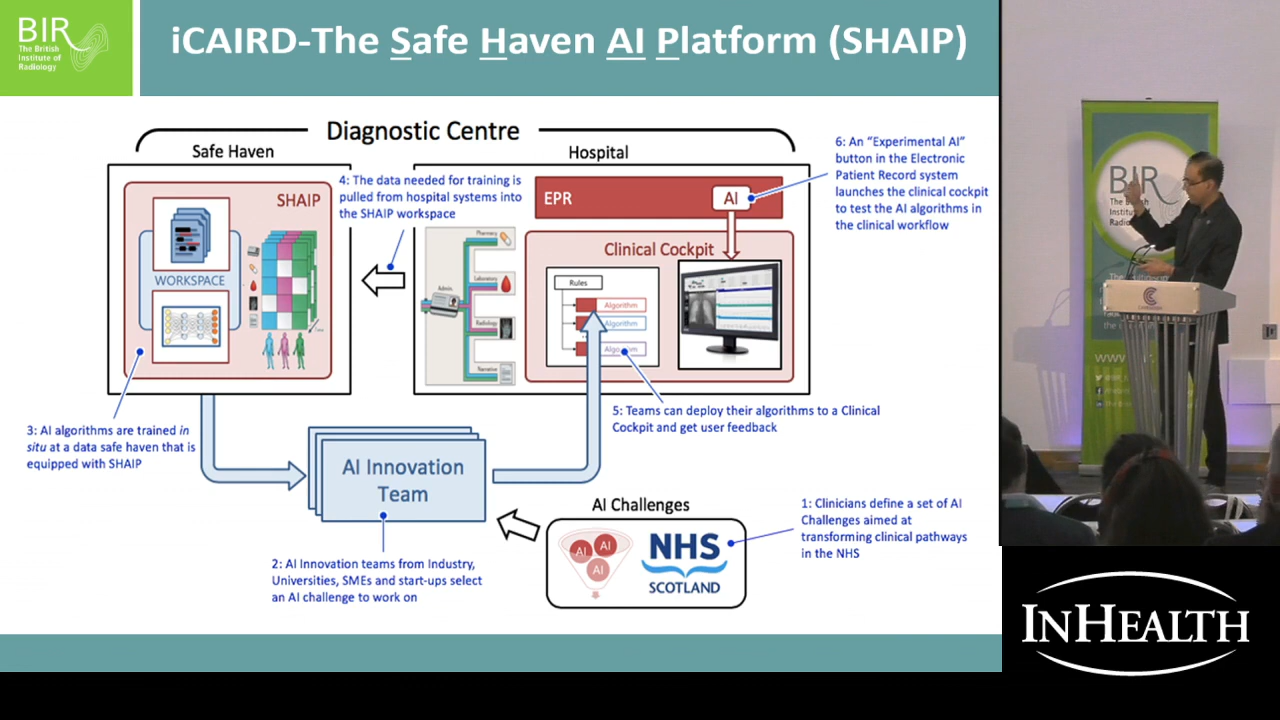 BIR
The British
Institute of
Radiology
iCAIRD-The Safe Haven AI Platform (SHAIP)
Diagnostic Centre
Safe Haven
Hospital
SHAIP
WORKSPACE
4: The data needed for training is
pulled from hospital systems into
the SHAIP workspace
EPR
AI
Clinical Cockpit
Pharmacy
Laboratory
Admin.
Radiology
Narrative
Rules
Algorithm
Algorithm
Algorithm
6: An “Experimental AI”
button in the Electronic
Patient Record system
launches the clinical cockpit
to test the AI algorithms in
the clinical workflow
3: AI algorithms are trained in
situ at a data safe haven that is
equipped with SHAIP
5: Teams can deploy their algorithms to a Clinical
Cockpit and get user feedback
AI Innovation
Team
2: AI Innovation teams from Industry,
Universities, SMEs and start-ups select
an AI challenge to work on
AI Challenges
AI
AI
AI
NHS
SCOTLAND
1: Clinicians define a set of AI
Challenges aimed at
transforming clinical pathways
in the NHS
BIR
The
Institute
of
www.
INHEALTH